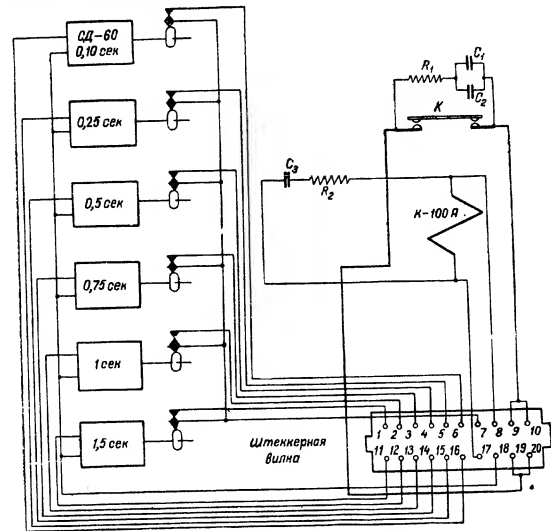 СД-60
0,10 сек
0,25 сек
0,5 сек
0,75 сек
1 сек
1,5 сек
C1
R1
C2
K
C3
R2
К-100 А
Штеккерная
вилка
1 2 3 4 5 6 7 8 9 10
11 12 13 14 15 16 17 18 19 20